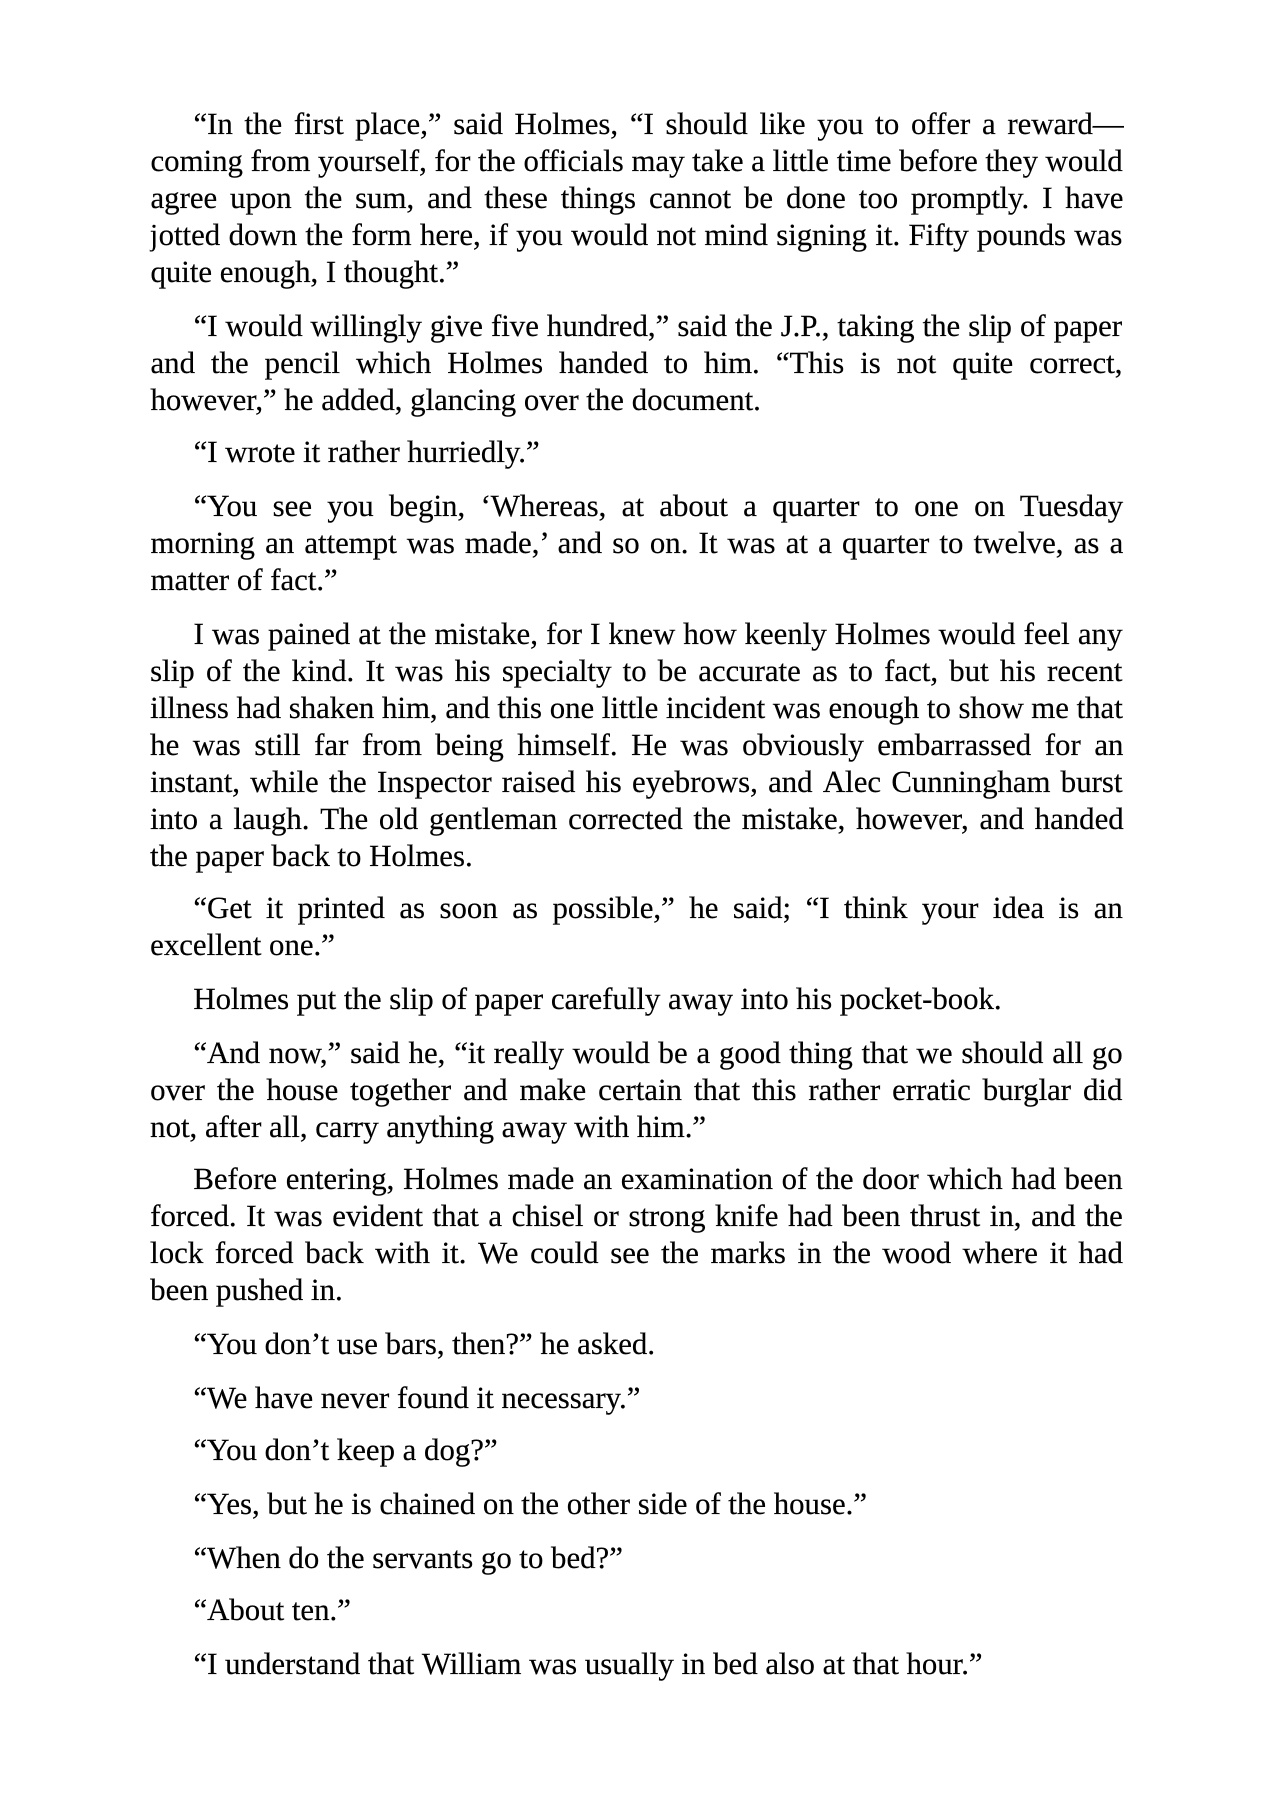 “In the first place,” said Holmes, “I should like you to offer a reward—
coming from yourself, for the officials may take a little time before they would
agree upon the sum, and these things cannot be done too promptly. I have
jotted down the form here, if you would not mind signing it. Fifty pounds was
quite enough, I thought.”
“I would willingly give five hundred,” said the J.P., taking the slip of paper
and the pencil which Holmes handed to him. “This is not quite correct,
however,” he added, glancing over the document.
“I wrote it rather hurriedly.”
“You see you begin, ‘Whereas, at about a quarter to one on Tuesday
morning an attempt was made,’ and so on. It was at a quarter to twelve, as a
matter of fact.”
I was pained at the mistake, for I knew how keenly Holmes would feel any
slip of the kind. It was his specialty to be accurate as to fact, but his recent
illness had shaken him, and this one little incident was enough to show me that
he was still far from being himself. He was obviously embarrassed for an
instant, while the Inspector raised his eyebrows, and Alec Cunningham burst
into a laugh. The old gentleman corrected the mistake, however, and handed
the paper back to Holmes.
“Get it printed as soon as possible,” he said; “I think your idea is an
excellent one.”
Holmes put the slip of paper carefully away into his pocket-book.
“And now,” said he, “it really would be a good thing that we should all go
over the house together and make certain that this rather erratic burglar did
not, after all, carry anything away with him.”
Before entering, Holmes made an examination of the door which had been
forced. It was evident that a chisel or strong knife had been thrust in, and the
lock forced back with it. We could see the marks in the wood where it had
been pushed in.
“You don’t use bars, then?” he asked.
“We have never found it necessary.”
“You don’t keep a dog?”
“Yes, but he is chained on the other side of the house.”
“When do the servants go to bed?”
“About ten.”
“I understand that William was usually in bed also at that hour.”